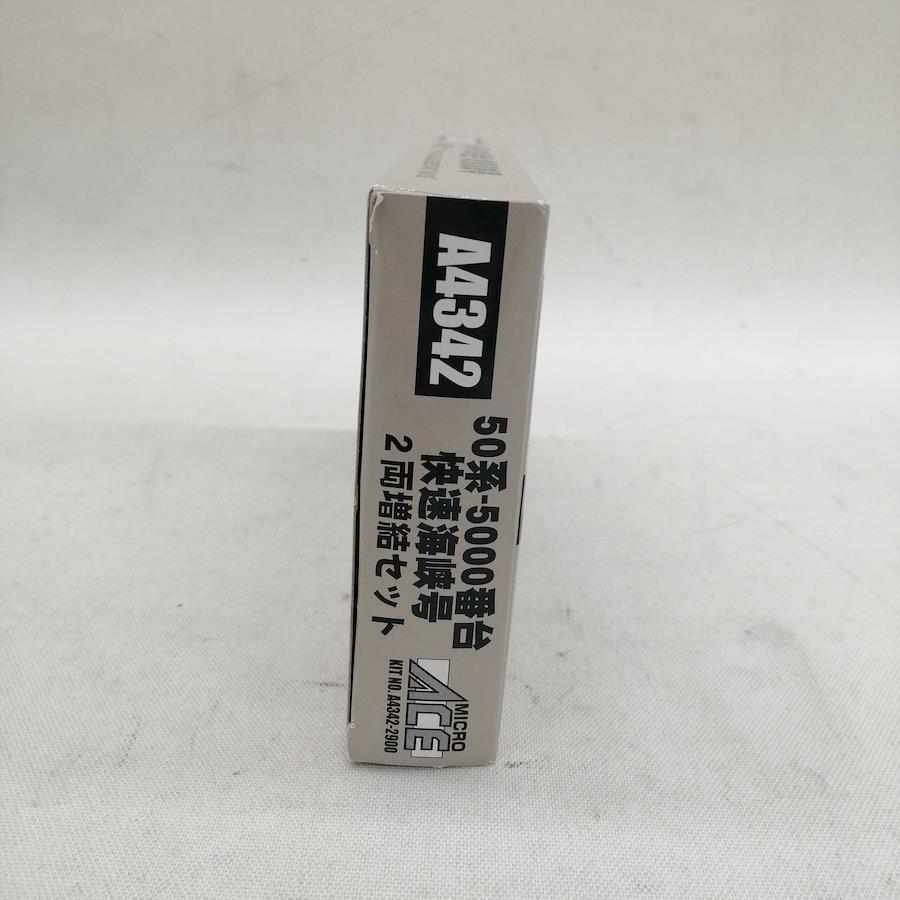 A4342
50系-5000番台
快速海峡号
2両増結セット
MICRO
ACE
KIT NO. A4342-2900